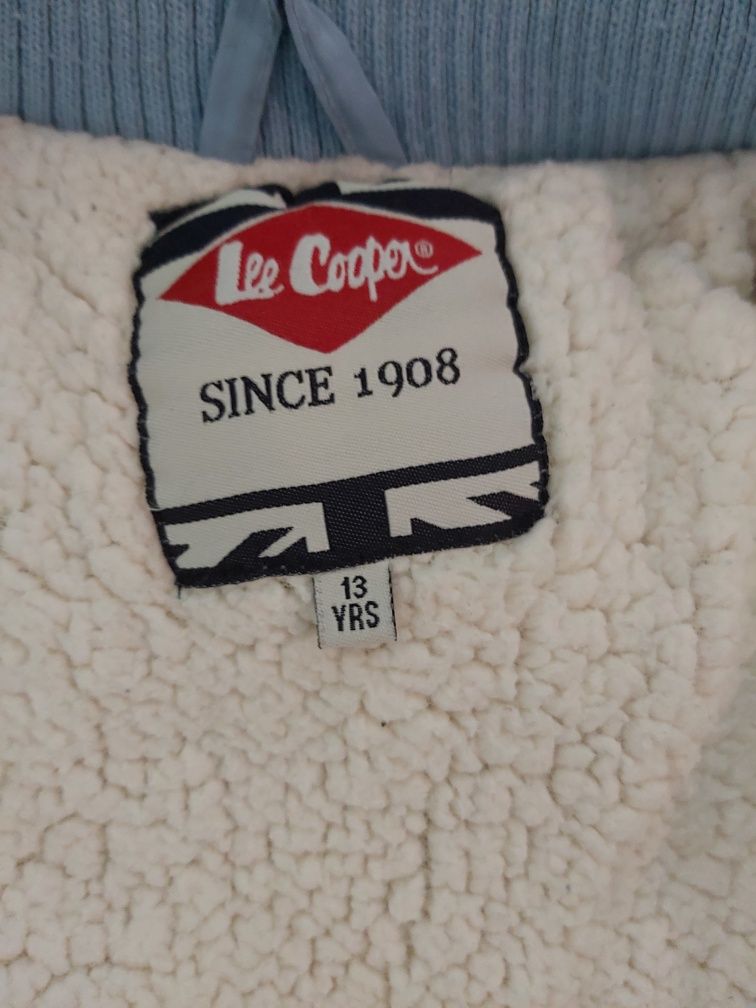 Lee Cooper®
SINCE 1908
13
YRS